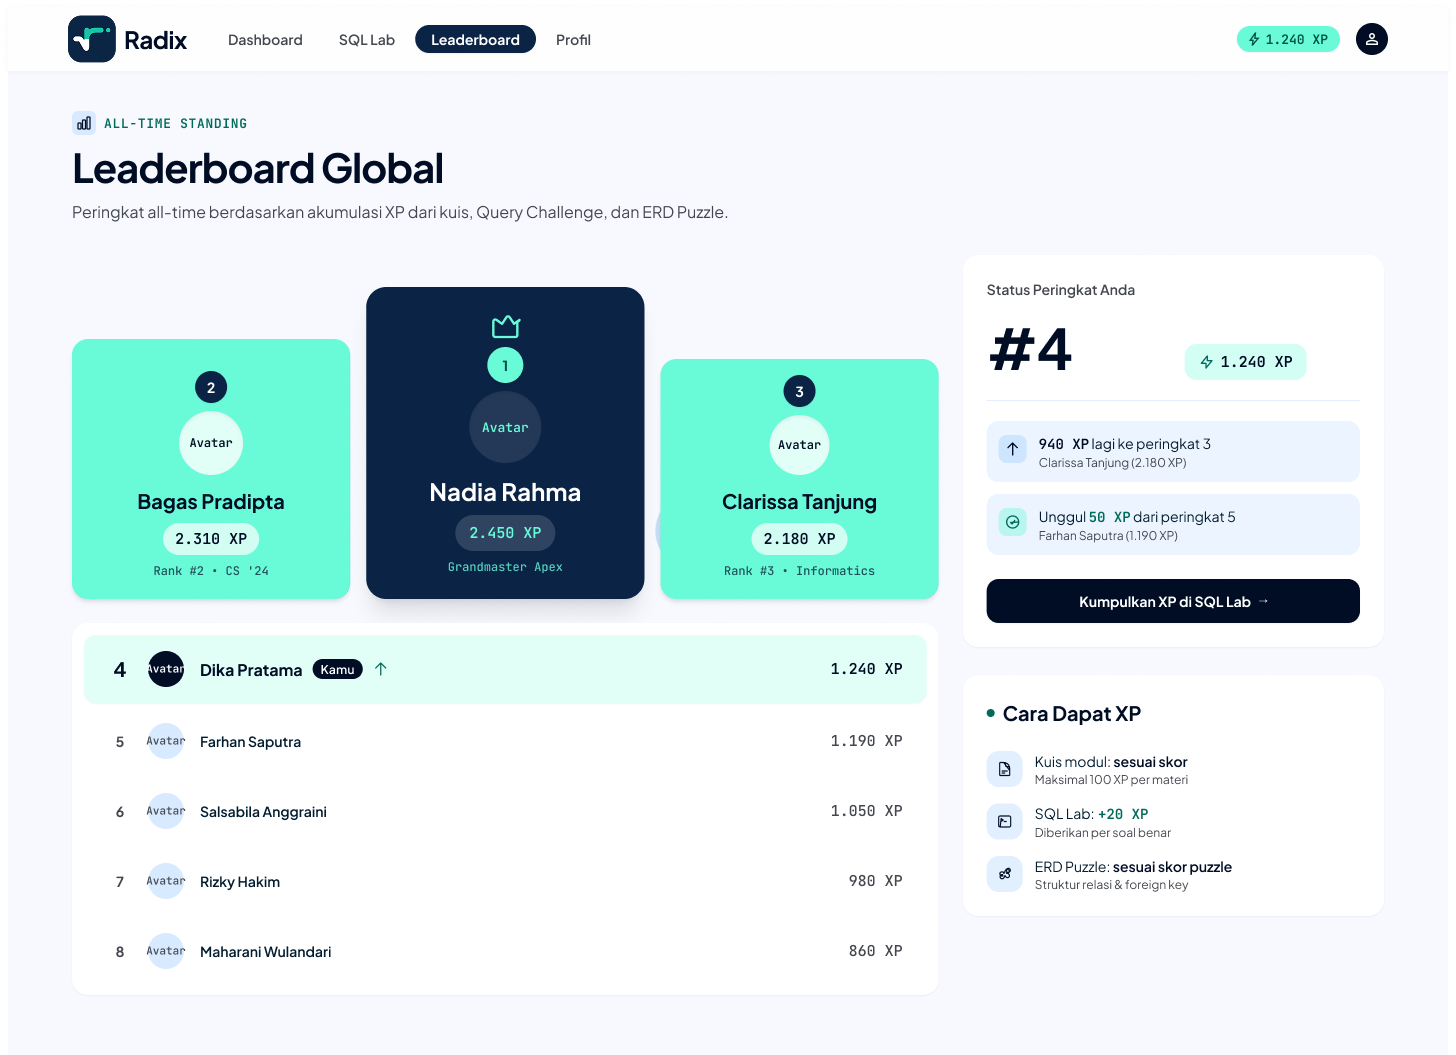 Radix
Dashboard
SQL Lab
Leaderboard
Profil
1.240 XP
ALL-TIME STANDING
Leaderboard Global
Peringkat all-time berdasarkan akumulasi XP dari kuis, Query Challenge, dan ERD Puzzle.
2
Avatar
Bagas Pradipta
2.310 XP
Rank #2 • CS '24
1
Avatar
Nadia Rahma
2.450 XP
Grandmaster Apex
3
Avatar
Clarissa Tanjung
2.180 XP
Rank #3 • Informatics
4 Avatar Dika Pratama Kamu ↑ 1.240 XP
5 Avatar Farhan Saputra 1.190 XP
6 Avatar Salsabila Anggraini 1.050 XP
7 Avatar Rizky Hakim 980 XP
8 Avatar Maharani Wulandari 860 XP
Status Peringkat Anda
#4
1.240 XP
940 XP lagi ke peringkat 3
Clarissa Tanjung (2.180 XP)
Unggul 50 XP dari peringkat 5
Farhan Saputra (1.190 XP)
Kumpulkan XP di SQL Lab →
Cara Dapat XP
Kuis modul: sesuai skor
Maksimal 100 XP per materi
SQL Lab: +20 XP
Diberikan per soal benar
ERD Puzzle: sesuai skor puzzle
Struktur relasi & foreign key